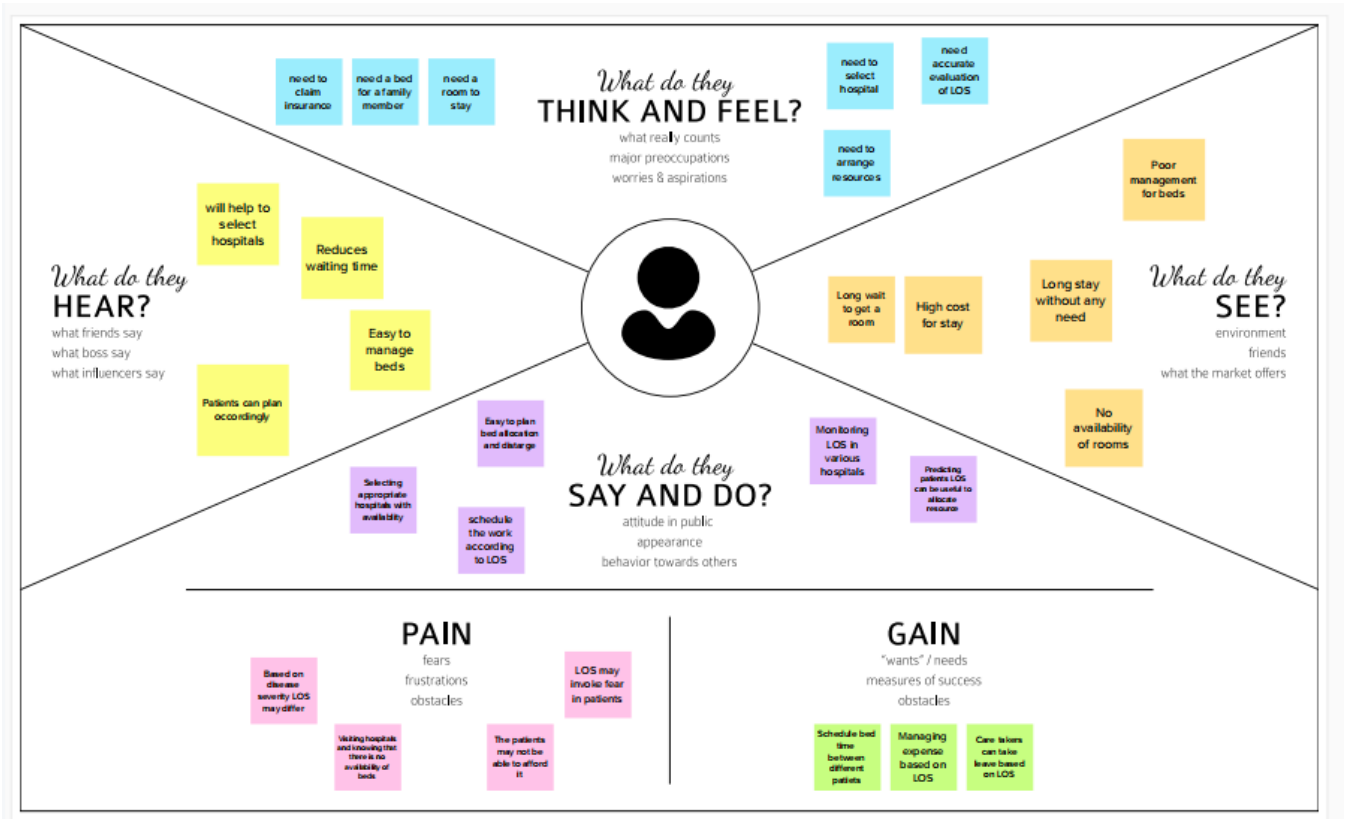 need to
claim
insurance
need a bed
for a family
member
need a
room to
stay
What do they
THINK AND FEEL?
what really counts
major preoccupations
worries & aspirations
need to
select
hospital
need
accurate
evaluation
of LOS
need to
arrange
resources
will help to
select
hospitals
Reduces
waiting time
Easy to
manage
beds
Patients can plan
occordingly
What do they
HEAR?
what friends say
what boss say
what influencers say
Poor
management
for beds
Long wait
to get a
room
High cost
for stay
Long stay
without any
need
No
availability
of rooms
What do they
SEE?
environment
friends
what the market offers
Easy to plan
bed allocation
and distarge
Selecting
appropriate
hospitals with
availablity
schedule
the work
according
to LOS
What do they
SAY AND DO?
attitude in public
appearance
behavior towards others
Monitoring
LOS in
various
hospitals
Predicting
patients LOS
can be useful to
allocate
resource
PAIN
fears
frustrations
obstacles
Based on
disease
severity LOS
may differ
Visiting hospitals
and knowing that
there is no
availability of
beds
The patients
may not be
able to afford
it
LOS may
invoke fear
in patients
GAIN
"wants" / needs
measures of success
obstacles
Schedule bed
time
between
different
patiets
Managing
expense
based on
LOS
Care takers
can take
leave based
on LOS